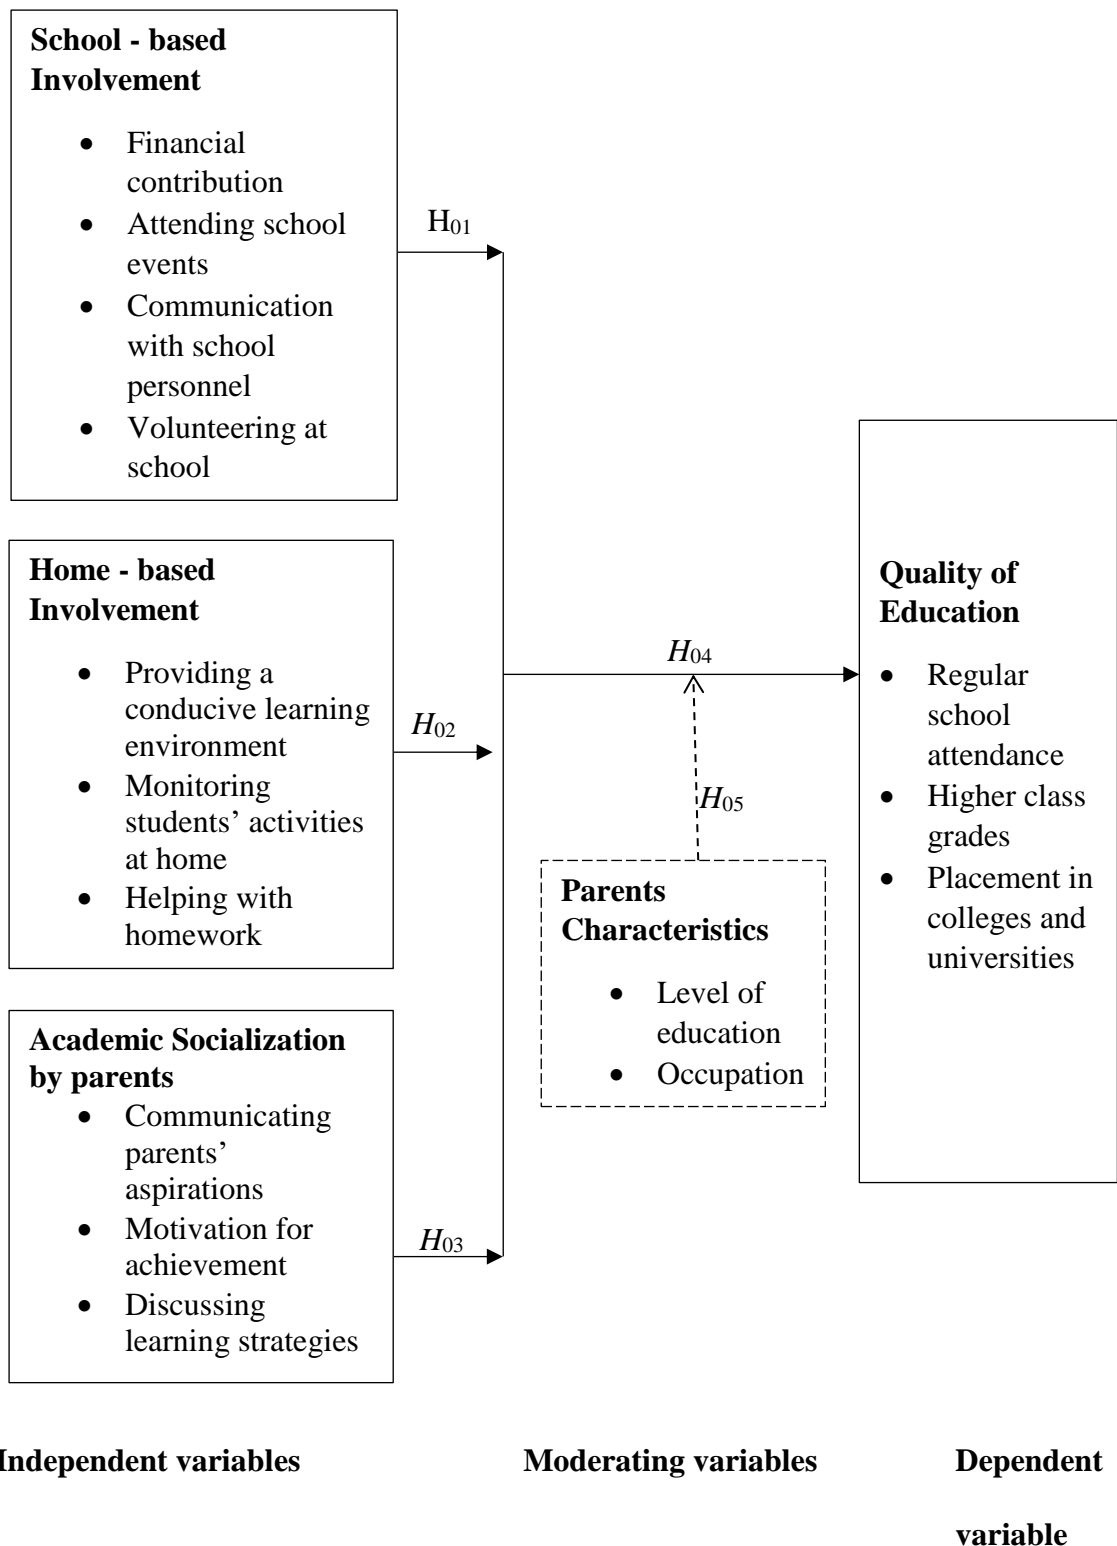 School - based
Involvement
• Financial
contribution
• Attending school
events
• Communication
with school
personnel
• Volunteering at
school
H01
Home - based
Involvement
• Providing a
conducive learning
environment
• Monitoring
students’ activities
at home
• Helping with
homework
H02
Academic Socialization
by parents
• Communicating
parents’
aspirations
• Motivation for
achievement
• Discussing
learning strategies
H03
H04
H05
Parents
Characteristics
• Level of
education
• Occupation
Quality of
Education
• Regular
school
attendance
• Higher class
grades
• Placement in
colleges and
universities
Independent variables
Moderating variables
Dependent
variable